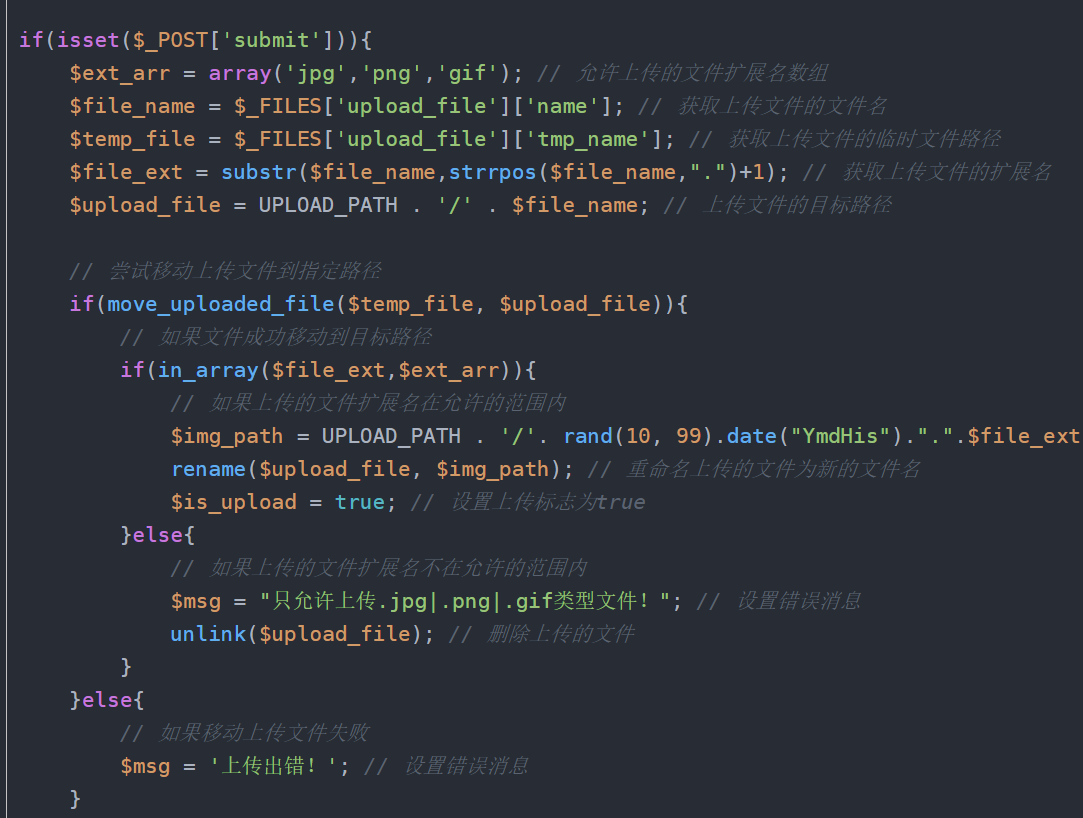 if(isset($_POST['submit'])){
    $ext_arr = array('jpg','png','gif'); // 允许上传的文件扩展名数组
    $file_name = $_FILES['upload_file']['name']; // 获取上传文件的文件名
    $temp_file = $_FILES['upload_file']['tmp_name']; // 获取上传文件的临时文件路径
    $file_ext = substr($file_name,strrpos($file_name,".")+1); // 获取上传文件的扩展名
    $upload_file = UPLOAD_PATH . '/' . $file_name; // 上传文件的目标路径

    // 尝试移动上传文件到指定路径
    if(move_uploaded_file($temp_file, $upload_file)){
        // 如果文件成功移动到目标路径
        if(in_array($file_ext,$ext_arr)){
            // 如果上传的文件扩展名在允许的范围内
            $img_path = UPLOAD_PATH . '/'. rand(10, 99).date("YmdHis").".".$file_ext
            rename($upload_file, $img_path); // 重命名上传的文件为新的文件名
            $is_upload = true; // 设置上传标志为true
        }else{
            // 如果上传的文件扩展名不在允许的范围内
            $msg = "只允许上传.jpg|.png|.gif类型文件！"; // 设置错误消息
            unlink($upload_file); // 删除上传的文件
        }
    }else{
        // 如果移动上传文件失败
        $msg = '上传出错！'; // 设置错误消息
    }